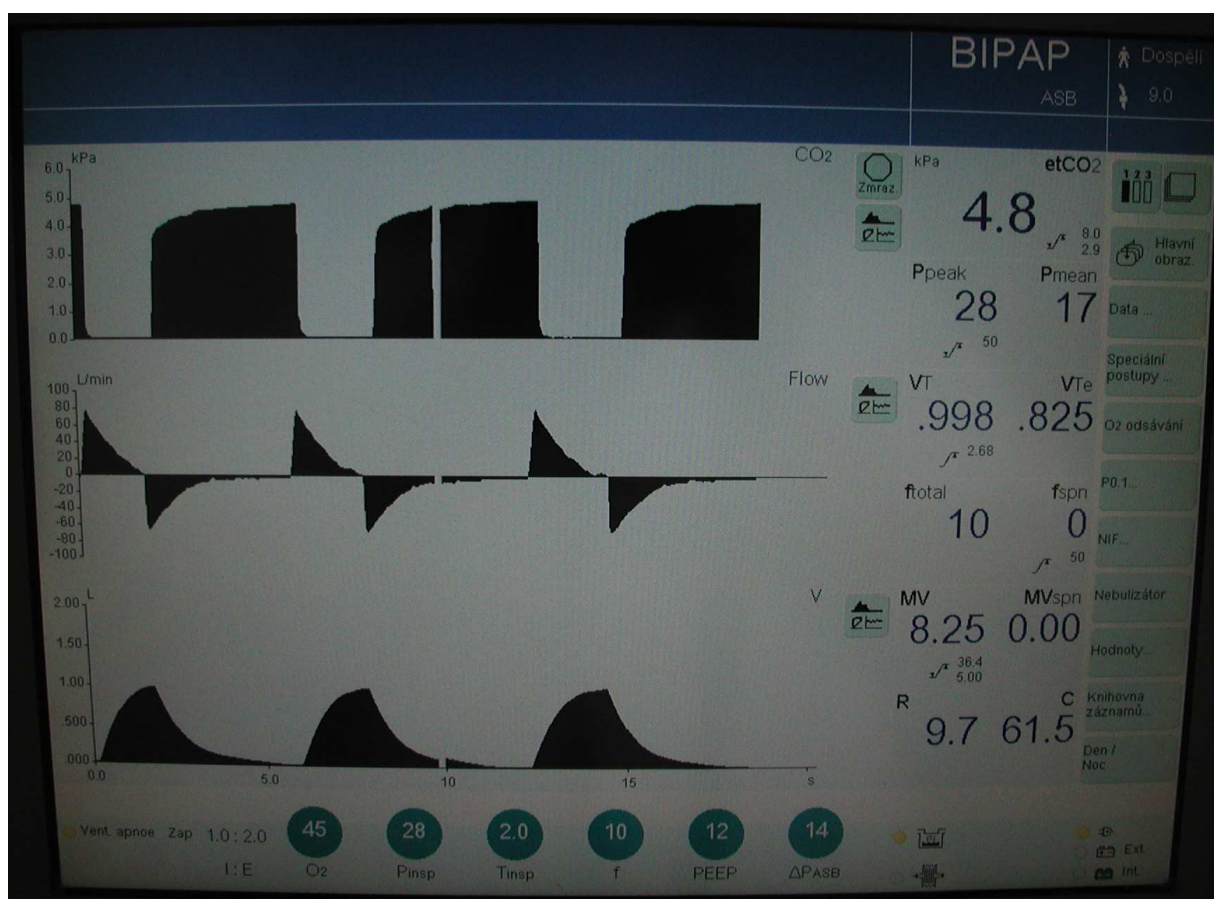 BIPAP
ASB
Dospělí
9.0
kPa
CO2
6.0
5.0
4.0
3.0
2.0
1.0
0.0
Zmraz.
kPa
etCO2
4.8
8.0
2.9
Ppeak
Pmean
28
17
50
L/min
Flow
100
80
60
40
20
0
-20
-40
-60
-80
-100
VT
VTe
.998
.825
2.68
ftotal
fspn
10
0
50
L
V
2.00
1.50
1.00
.500
.000
0.0
5.0
10
15
s
MV
MVspn
8.25
0.00
36.4
5.00
R
C
9.7
61.5
1 2 3
Hlavní
obraz.
Data ...
Speciální
postupy ...
O2 odsávání
P0.1...
NIF...
Nebulizátor
Hodnoty...
Knihovna
záznamů...
Den /
Noc
Vent. apnoe Zap
1.0 : 2.0
I : E
45
O2
28
Pinsp
2.0
Tinsp
10
f
12
PEEP
14
ΔPASB
Ext.
Int.